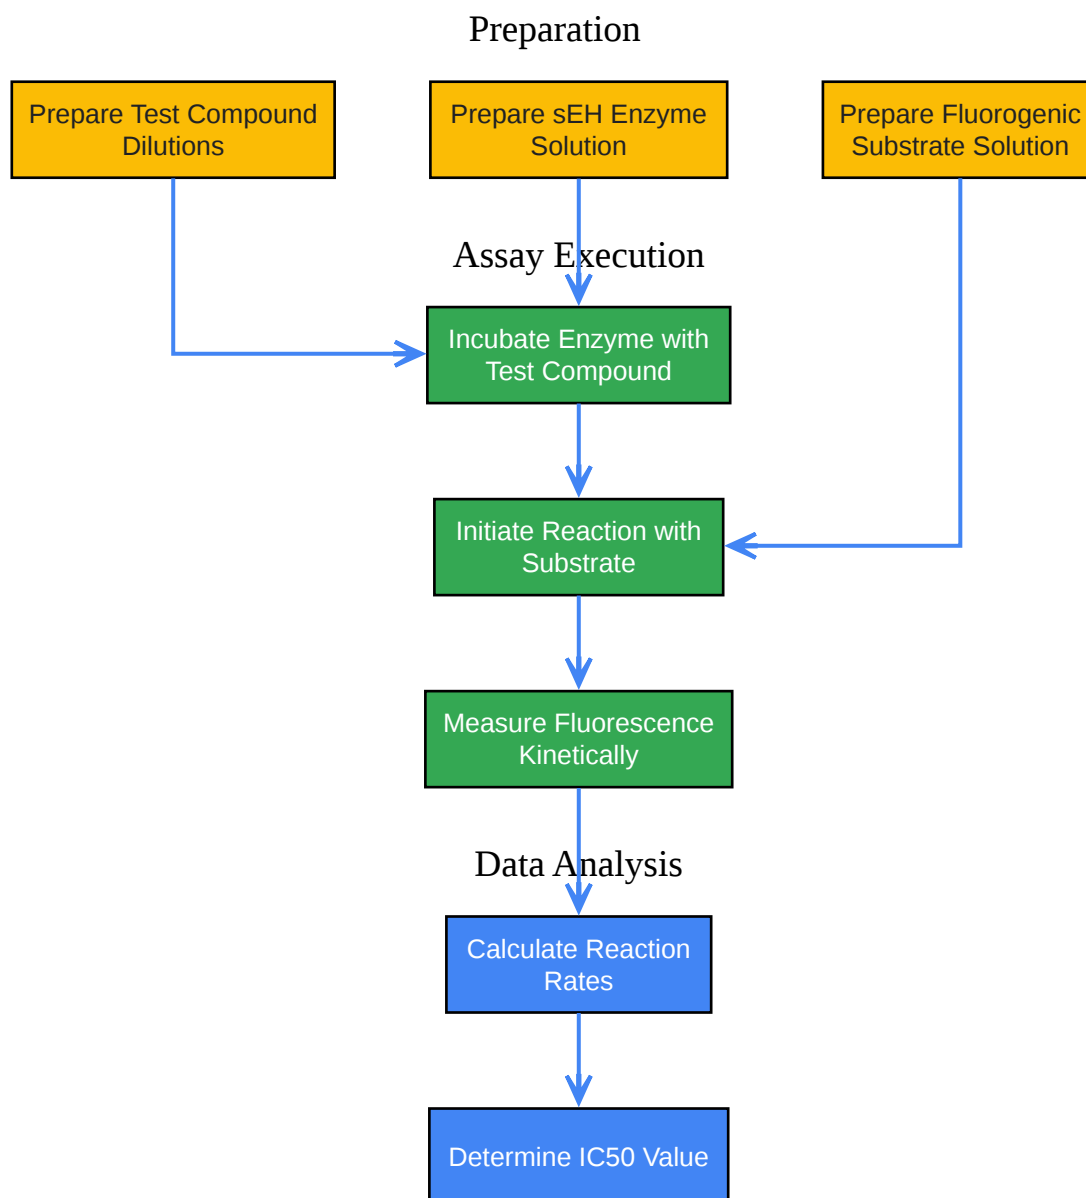 Preparation
Prepare Test Compound
Dilutions
Prepare sEH Enzyme
Solution
Prepare Fluorogenic
Substrate Solution
Assay Execution
Incubate Enzyme with
Test Compound
Initiate Reaction with
Substrate
Measure Fluorescence
Kinetically
Data Analysis
Calculate Reaction
Rates
Determine IC50 Value